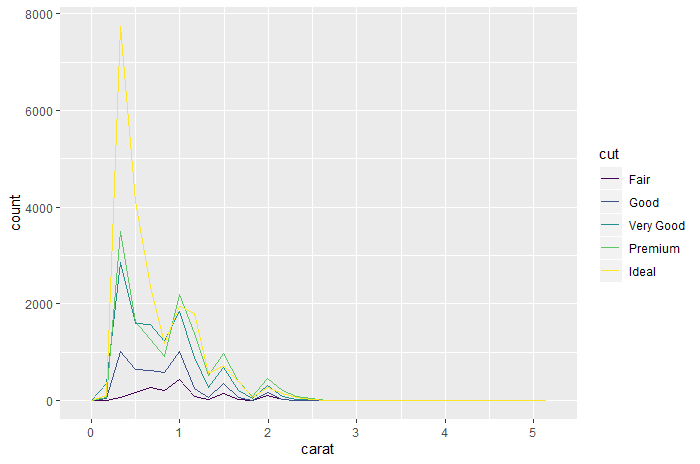 8000
6000
4000
2000
0
count
0 1 2 3 4 5
carat
cut
Fair
Good
Very Good
Premium
Ideal